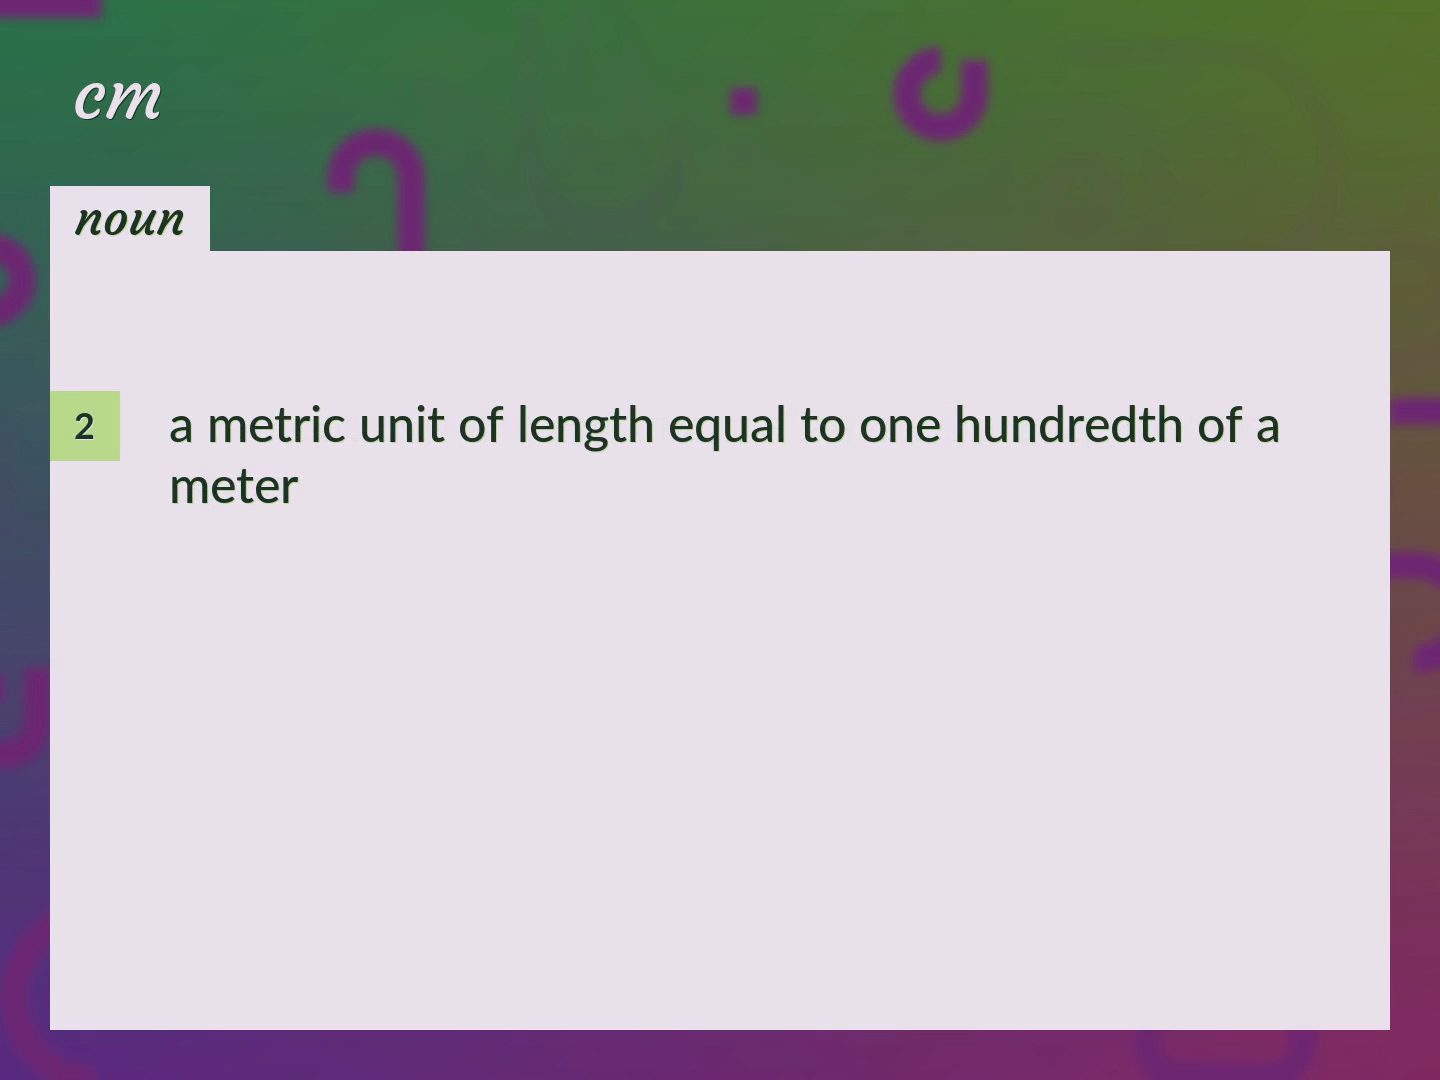 cm
noun
2 a metric unit of length equal to one hundredth of a
meter